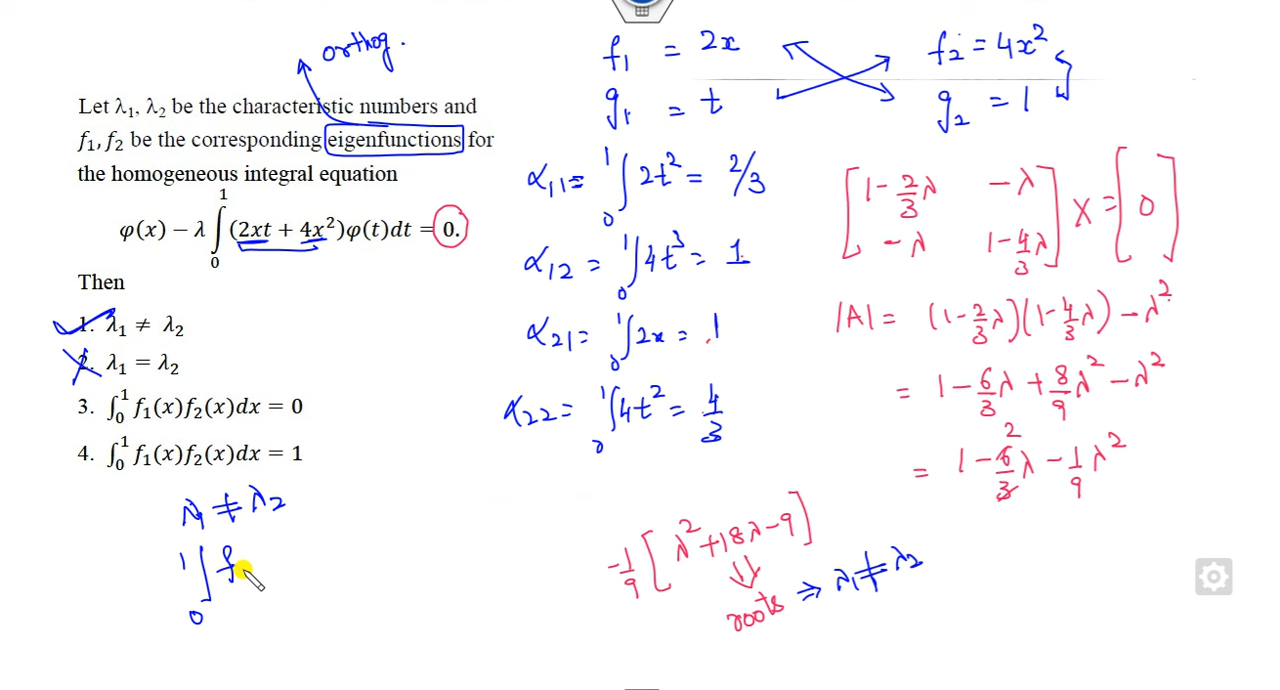 orthog.
Let λ₁, λ₂ be the characteristic numbers and
f₁, f₂ be the corresponding eigenfunctions for
the homogeneous integral equation
φ(x) − λ ∫₀¹ (2xt + 4x²)φ(t)dt = 0.
Then
1. λ₁ ≠ λ₂
2. λ₁ = λ₂
3. ∫₀¹ f₁(x)f₂(x)dx = 0
4. ∫₀¹ f₁(x)f₂(x)dx = 1
λ₁ ≠ λ₂
∫₀¹ f
f₁ = 2x f₂ = 4x²
g₁ = t g₂ = 1
α₁₁ = ∫₀¹ 2t² = 2/3
α₁₂ = ∫₀¹ 4t³ = 1
α₂₁ = ∫₀¹ 2x = 1
α₂₂ = ∫₀¹ 4t² = 4/3
[1 − 2/3 λ −λ
−λ 1 − 4/3 λ] X = [0]
|A| = (1 − 2/3 λ)(1 − 4/3 λ) − λ²
= 1 − 6/3 λ + 8/9 λ² − λ²
= 1 − 6/3 2 λ − 1/9 λ²
−1/9 [λ² + 18λ − 9]
roots ⇒ λ₁ ≠ λ₂